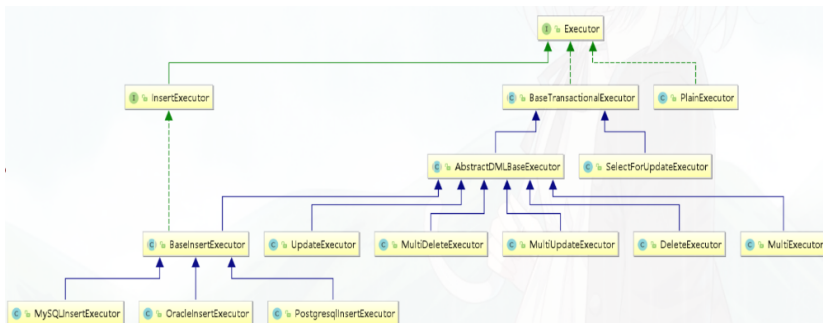 Executor
InsertExecutor
BaseTransactionalExecutor
PlainExecutor
AbstractDMLBaseExecutor
SelectForUpdateExecutor
BaseInsertExecutor
UpdateExecutor
MultiDeleteExecutor
MultiUpdateExecutor
DeleteExecutor
MultiExecutor
MySQLInsertExecutor
OracleInsertExecutor
PostgresqlInsertExecutor